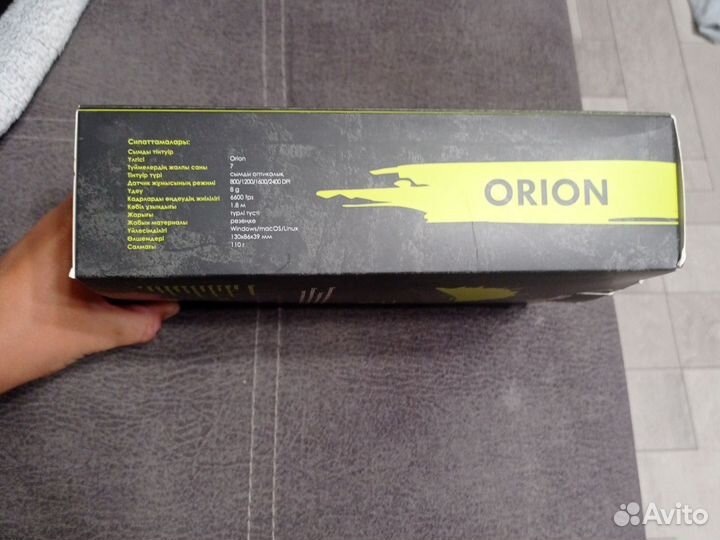 Сипаттамалары:
Сымды тінтуір
Үлгісі Orion
Түймелердің жалпы саны 7
Тінтуір түрі сымды оптикалық
Датчик жұмысының режимі 800/1200/1600/2400 DPI
Үдеу 8 g
Кадрларды өңдеудің жиілігі 6600 fps
Кебіл ұзындығы 1.8 м
Жарығы түрлі түсті
Жабын материалы резеңке
Үйлесімділігі Windows/macOS/Linux
Өлшемдері 130x86x39 мм
Салмағы 110 г
ORION
Avito